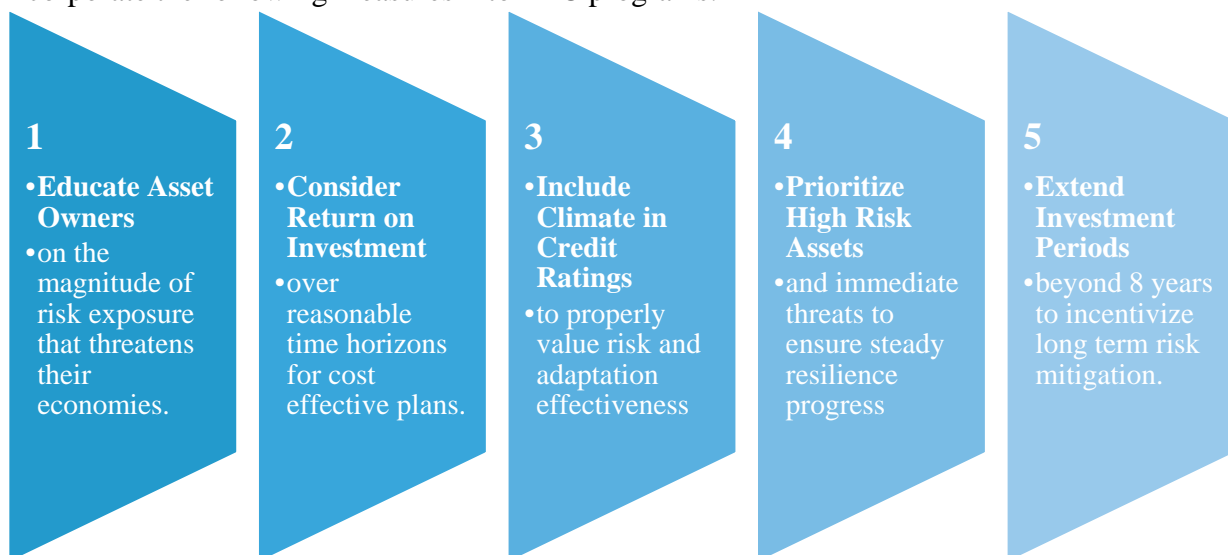 1
•Educate Asset
Owners
•on the
magnitude of
risk exposure
that threatens
their
economies.
2
•Consider
Return on
Investment
•over
reasonable
time horizons
for cost
effective plans.
3
•Include
Climate in
Credit
Ratings
•to properly
value risk and
adaptation
effectiveness
4
•Prioritize
High Risk
Assets
•and immediate
threats to
ensure steady
resilience
progress
5
•Extend
Investment
Periods
•beyond 8 years
to incentivize
long term risk
mitigation.